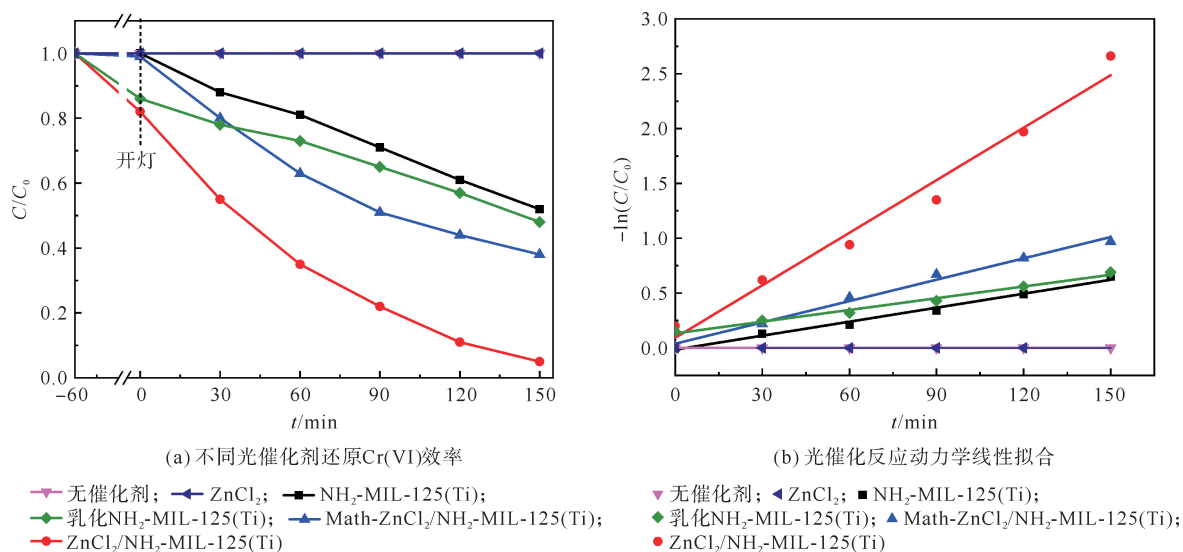 1.0
0.8
0.6
0.4
0.2
0.0
C/C₀
开灯
−60
0
30
60
90
120
150
t/min
(a) 不同光催化剂还原Cr(VI)效率
无催化剂; ZnCl₂; NH₂-MIL-125(Ti);
乳化NH₂-MIL-125(Ti); Math-ZnCl₂/NH₂-MIL-125(Ti);
ZnCl₂/NH₂-MIL-125(Ti)
3.0
2.5
2.0
1.5
1.0
0.5
0.0
−ln(C/C₀)
0
30
60
90
120
150
t/min
(b) 光催化反应动力学线性拟合
无催化剂; ZnCl₂; NH₂-MIL-125(Ti);
乳化NH₂-MIL-125(Ti); Math-ZnCl₂/NH₂-MIL-125(Ti);
ZnCl₂/NH₂-MIL-125(Ti)